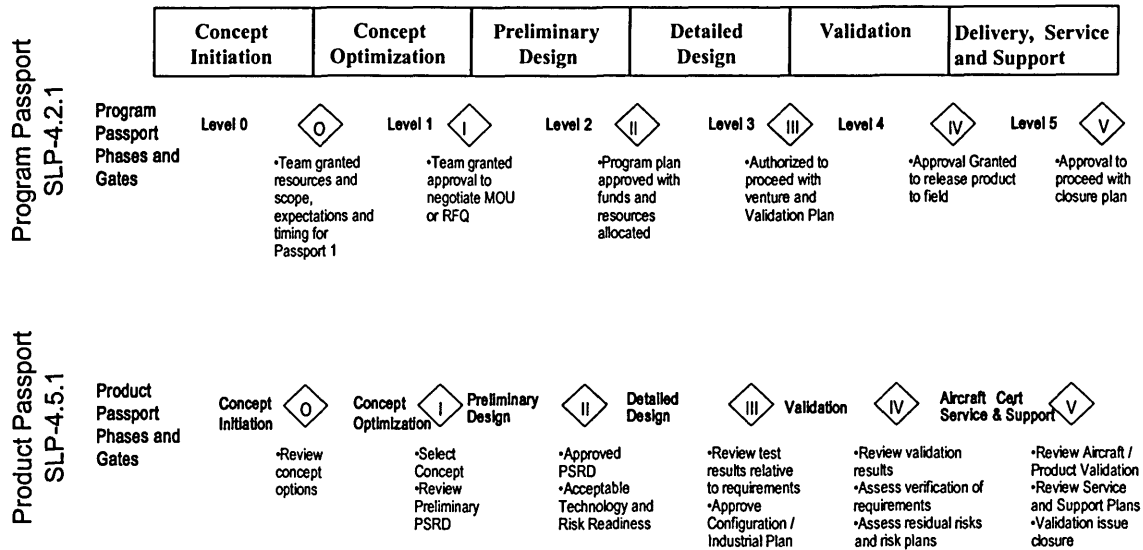 Concept Initiation
Concept Optimization
Preliminary Design
Detailed Design
Validation
Delivery, Service and Support
Program Passport
SLP-4.2.1
Program
Passport
Phases and
Gates
Level 0
O
•Team granted
resources and
scope,
expectations and
timing for
Passport 1
Level 1
I
•Team granted
approval to
negotiate MOU
or RFQ
Level 2
II
•Program plan
approved with
funds and
resources
allocated
Level 3
III
•Authorized to
proceed with
venture and
Validation Plan
Level 4
IV
•Approval Granted
to release product
to field
Level 5
V
•Approval to
proceed with
closure plan
Product Passport
SLP-4.5.1
Product
Passport
Phases and
Gates
Concept
Initiation
O
•Review
concept
options
Concept
Optimization
I
•Select
Concept
•Review
Preliminary
PSRD
Preliminary
Design
II
•Approved
PSRD
•Acceptable
Technology and
Risk Readiness
Detailed
Design
III
•Review test
results relative
to requirements
•Approve
Configuration /
Industrial Plan
Validation
IV
•Review validation
results
•Assess verification of
requirements
•Assess residual risks
and risk plans
Aircraft Cert
Service & Support
V
•Review Aircraft /
Product Validation
•Review Service
and Support Plans
•Validation issue
closure